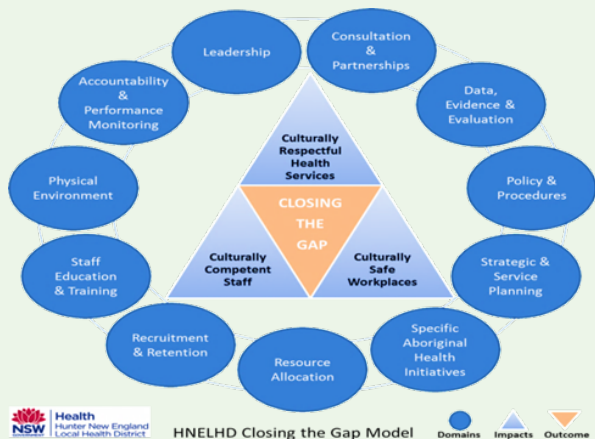 Leadership
Consultation
&
Partnerships
Accountability
&
Performance
Monitoring
Data,
Evidence &
Evaluation
Culturally
Respectful
Health
Services
Physical
Environment
Policy &
Procedures
CLOSING
THE
GAP
Culturally
Competent
Staff
Culturally
Safe
Workplaces
Staff
Education
& Training
Strategic &
Service
Planning
Recruitment
& Retention
Resource
Allocation
Specific
Aboriginal
Health
Initiatives
NSW
GOVERNMENT
Health
Hunter New England
Local Health District
HNELHD Closing the Gap Model
Domains
Impacts
Outcome